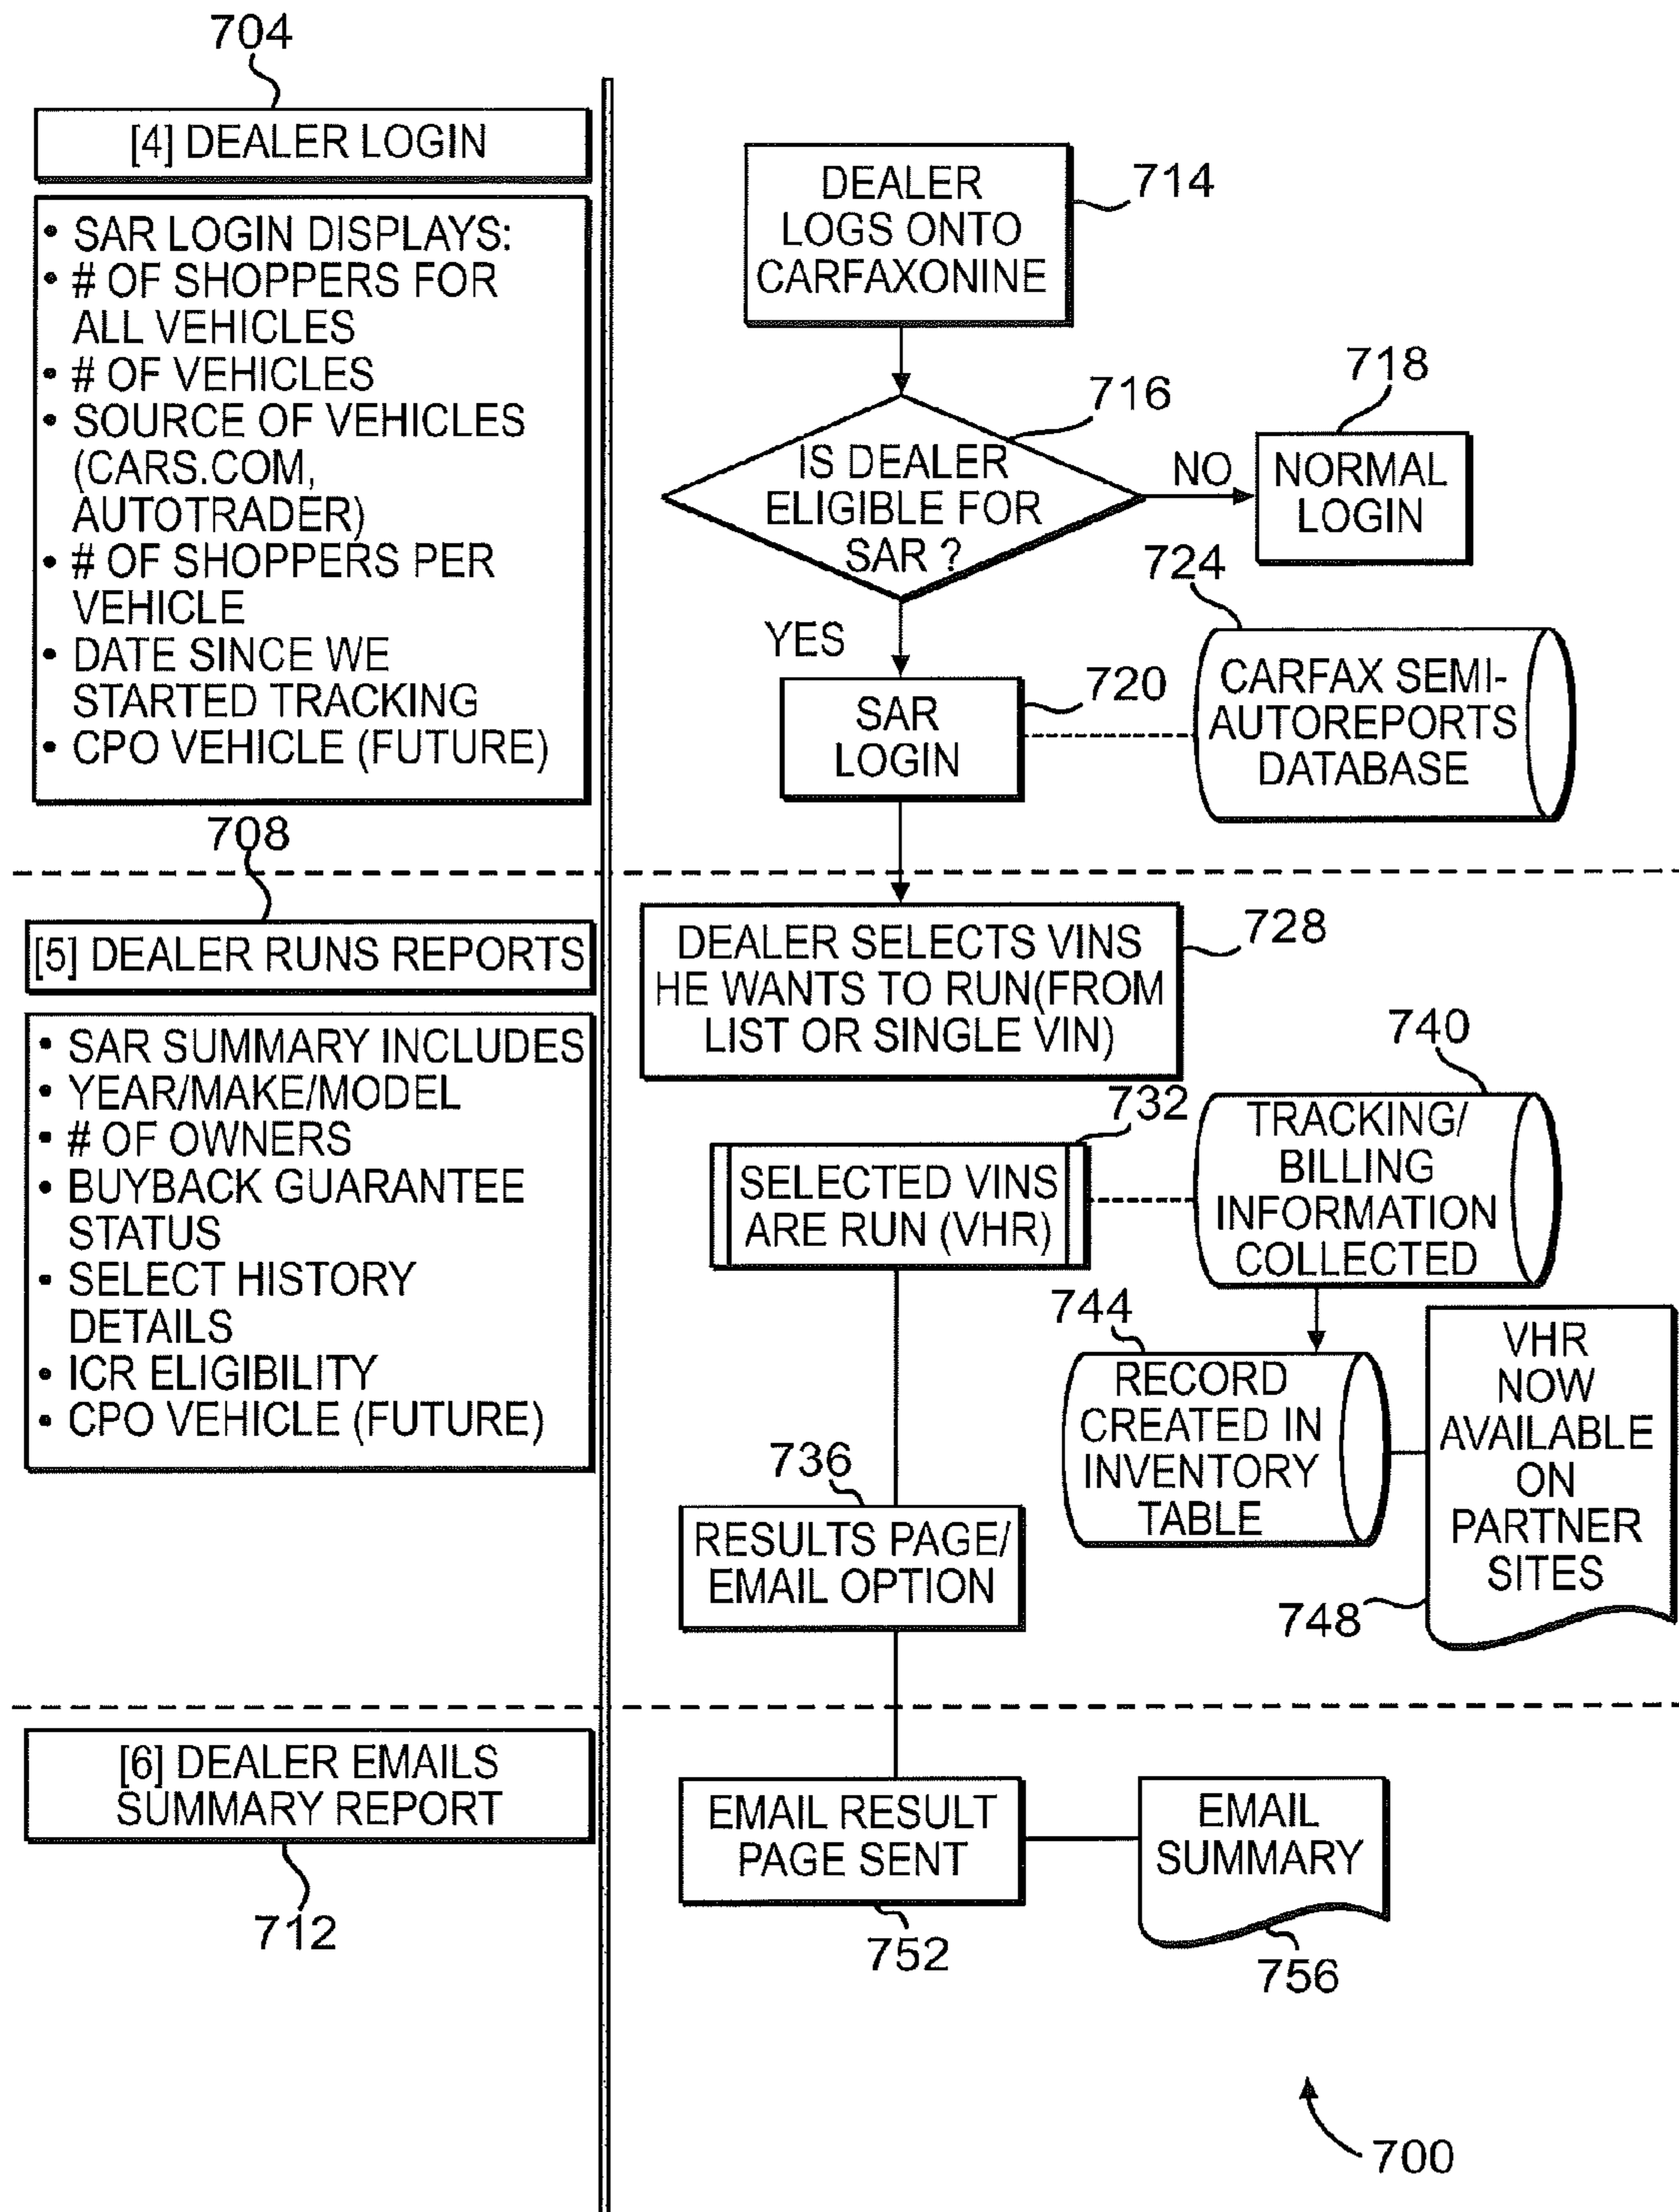 704
[4] DEALER LOGIN
• SAR LOGIN DISPLAYS:
• # OF SHOPPERS FOR
ALL VEHICLES
• # OF VEHICLES
• SOURCE OF VEHICLES
(CARS.COM,
AUTOTRADER)
• # OF SHOPPERS PER
VEHICLE
• DATE SINCE WE
STARTED TRACKING
• CPO VEHICLE (FUTURE)
DEALER
LOGS ONTO
CARFAXONINE
714
716
IS DEALER
ELIGIBLE FOR
SAR ?
NO
718
NORMAL
LOGIN
YES
720
SAR
LOGIN
724
CARFAX SEMI-
AUTOREPORTS
DATABASE
708
[5] DEALER RUNS REPORTS
• SAR SUMMARY INCLUDES
• YEAR/MAKE/MODEL
• # OF OWNERS
• BUYBACK GUARANTEE
STATUS
• SELECT HISTORY
DETAILS
• ICR ELIGIBILITY
• CPO VEHICLE (FUTURE)
DEALER SELECTS VINS
HE WANTS TO RUN(FROM
LIST OR SINGLE VIN)
728
732
SELECTED VINS
ARE RUN (VHR)
740
TRACKING/
BILLING
INFORMATION
COLLECTED
744
RECORD
CREATED IN
INVENTORY
TABLE
VHR
NOW
AVAILABLE
ON
PARTNER
SITES
748
736
RESULTS PAGE/
EMAIL OPTION
[6] DEALER EMAILS
SUMMARY REPORT
712
EMAIL RESULT
PAGE SENT
752
EMAIL
SUMMARY
756
700